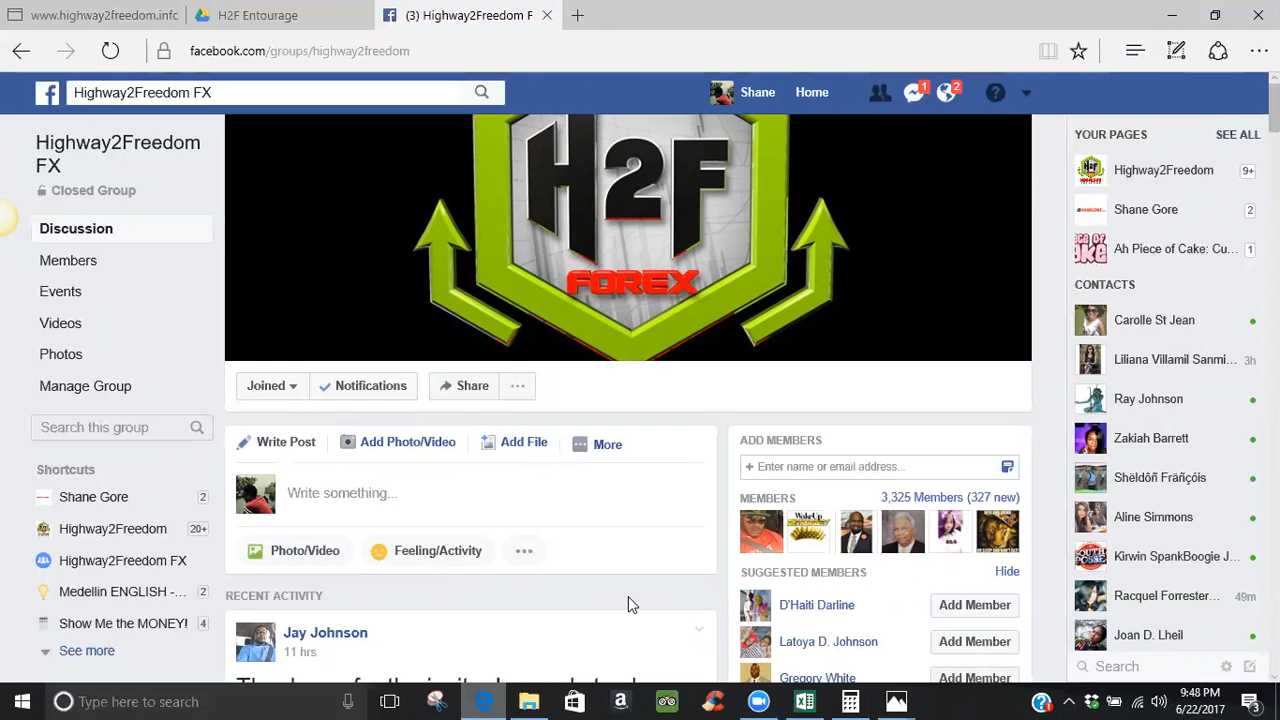 www.highway2freedom.info
H2F Entourage
(3) Highway2Freedom F
facebook.com/groups/highway2freedom
Highway2Freedom FX
Shane
Home
1
2
Highway2Freedom
FX
Closed Group
Discussion
Members
Events
Videos
Photos
Manage Group
Search this group
Shortcuts
Shane Gore 2
Highway2Freedom 20+
Highway2Freedom FX
Medellin ENGLISH -... 2
Show Me the MONEY! 4
See more
H2F
FOREX
Joined
Notifications
Share
Write Post
Add Photo/Video
Add File
More
Write something...
Photo/Video
Feeling/Activity
RECENT ACTIVITY
Jay Johnson
11 hrs
ADD MEMBERS
+ Enter name or email address...
MEMBERS 3,325 Members (327 new)
SUGGESTED MEMBERS Hide
D'Haiti Darline Add Member
Latoya D. Johnson Add Member
Gregory White Add Member
YOUR PAGES SEE ALL
Highway2Freedom 9+
Shane Gore 2
Ah Piece of Cake: Cu... 1
CONTACTS
Carolle St Jean
Liliana Villamil Sanmi... 3h
Ray Johnson
Zakiah Barrett
Shëldôñ Fräñçóis
Aline Simmons
Kirwin SpankBoogie J...
Racquel Forrester... 49m
Joan D. Lheil
Search
Type here to search
9:48 PM
6/22/2017
3